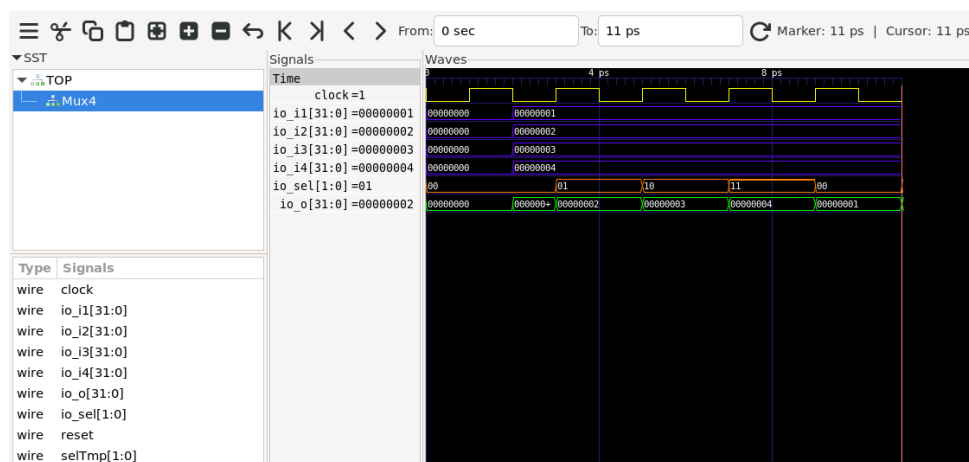 From: 0 sec To: 11 ps Marker: 11 ps | Cursor: 11 ps
SST
TOP
Mux4
Type Signals
wire clock
wire io_i1[31:0]
wire io_i2[31:0]
wire io_i3[31:0]
wire io_i4[31:0]
wire io_o[31:0]
wire io_sel[1:0]
wire reset
wire selTmp[1:0]
Signals
Time
clock=1
io_i1[31:0]=00000001
io_i2[31:0]=00000002
io_i3[31:0]=00000003
io_i4[31:0]=00000004
io_sel[1:0]=01
io_o[31:0]=00000002
Waves
0 4 ps 8 ps
00000000 00000001
00000000 00000002
00000000 00000003
00000000 00000004
00 01 10 11 00
00000000 000000+ 00000002 00000003 00000004 00000001